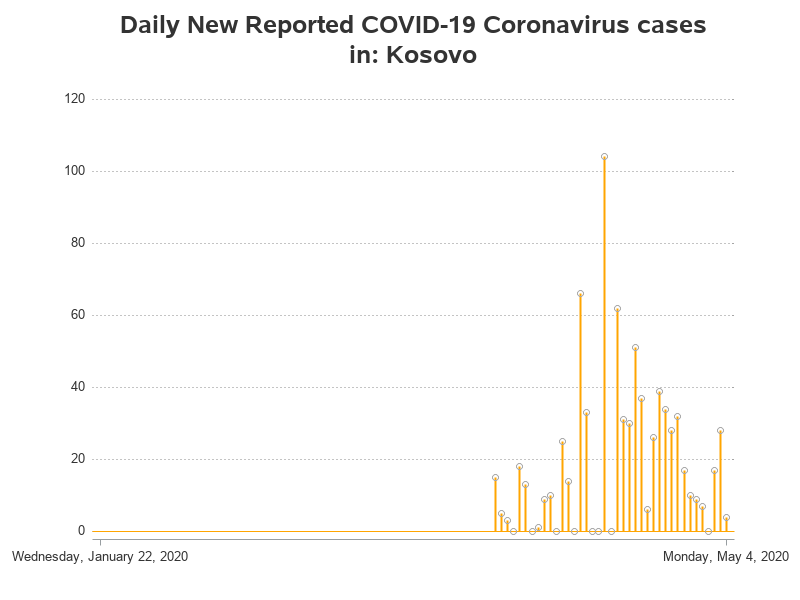 Daily New Reported COVID-19 Coronavirus cases
in: Kosovo
120
100
80
60
40
20
0
Wednesday, January 22, 2020
Monday, May 4, 2020